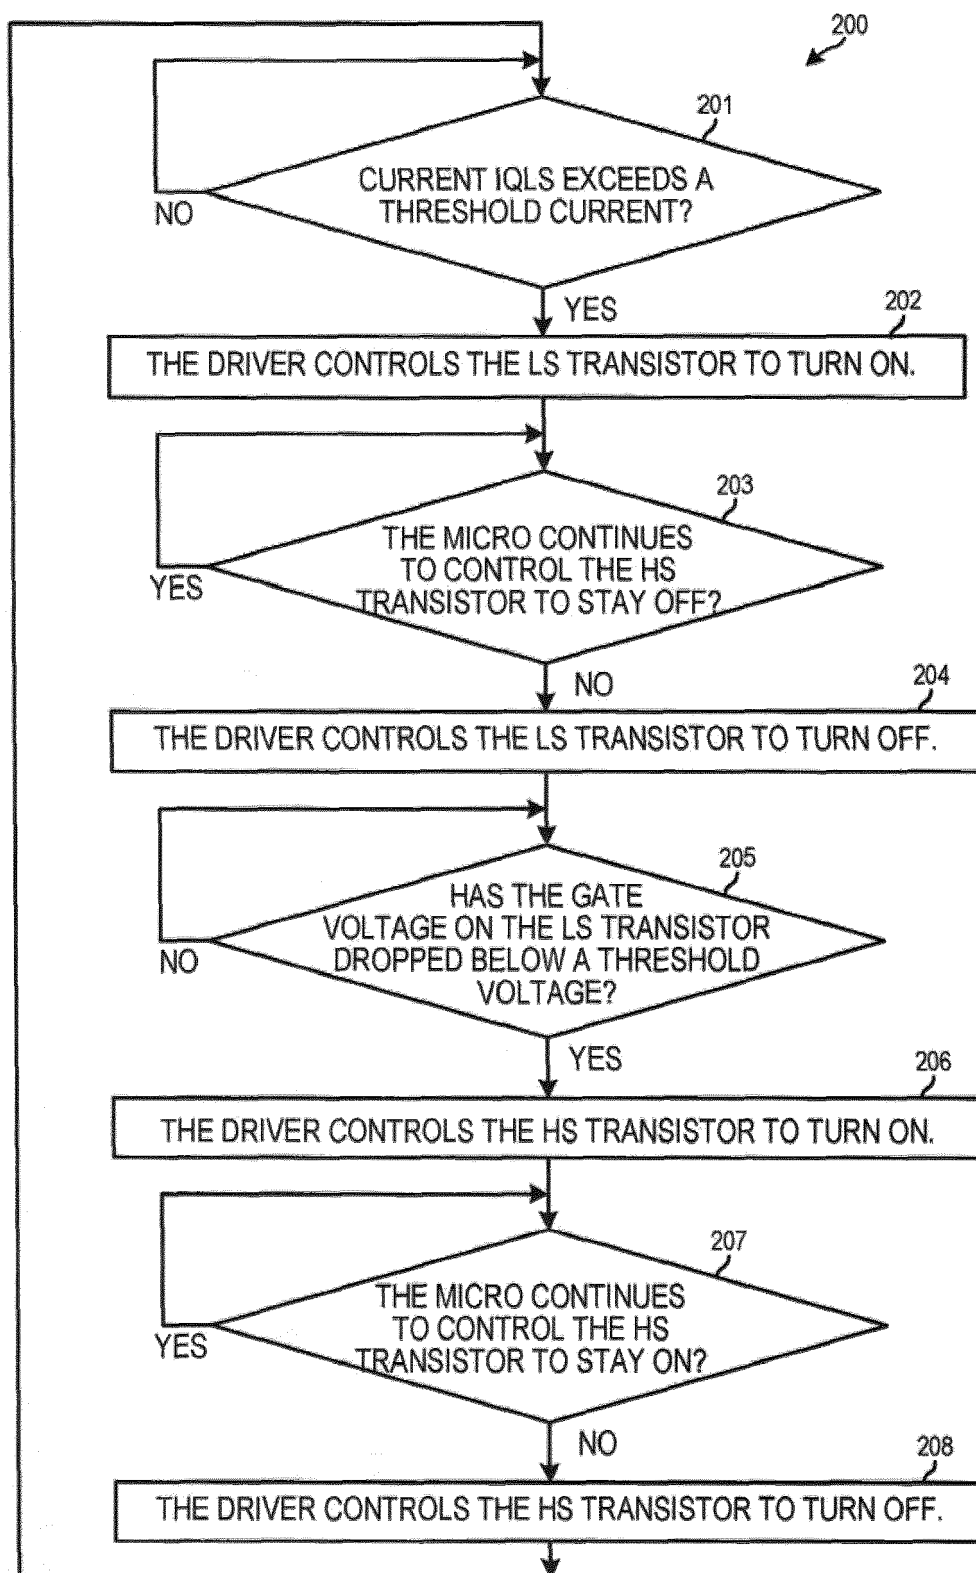 200
201
CURRENT IQLS EXCEEDS A
THRESHOLD CURRENT?
NO
YES
202
THE DRIVER CONTROLS THE LS TRANSISTOR TO TURN ON.
203
THE MICRO CONTINUES
TO CONTROL THE HS
TRANSISTOR TO STAY OFF?
YES
NO
204
THE DRIVER CONTROLS THE LS TRANSISTOR TO TURN OFF.
205
HAS THE GATE
VOLTAGE ON THE LS TRANSISTOR
DROPPED BELOW A THRESHOLD
VOLTAGE?
NO
YES
206
THE DRIVER CONTROLS THE HS TRANSISTOR TO TURN ON.
207
THE MICRO CONTINUES
TO CONTROL THE HS
TRANSISTOR TO STAY ON?
YES
NO
208
THE DRIVER CONTROLS THE HS TRANSISTOR TO TURN OFF.